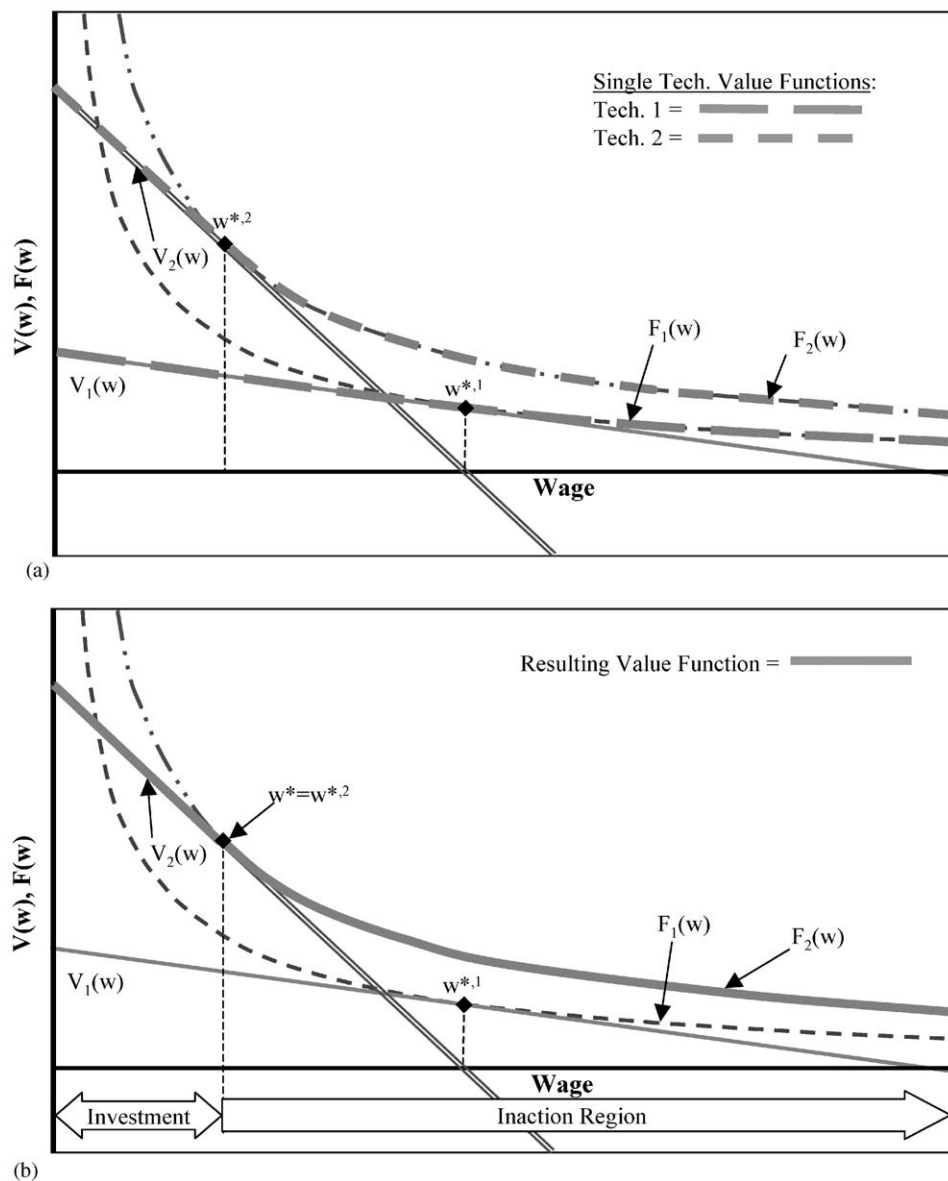 Single Tech. Value Functions:
Tech. 1 =
Tech. 2 =
w*,2
V2(w)
V(w), F(w)
F1(w)
F2(w)
V1(w)
w*,1
Wage
(a)
Resulting Value Function =
w*=w*,2
V2(w)
V(w), F(w)
F1(w)
F2(w)
V1(w)
w*,1
Wage
Investment
Inaction Region
(b)